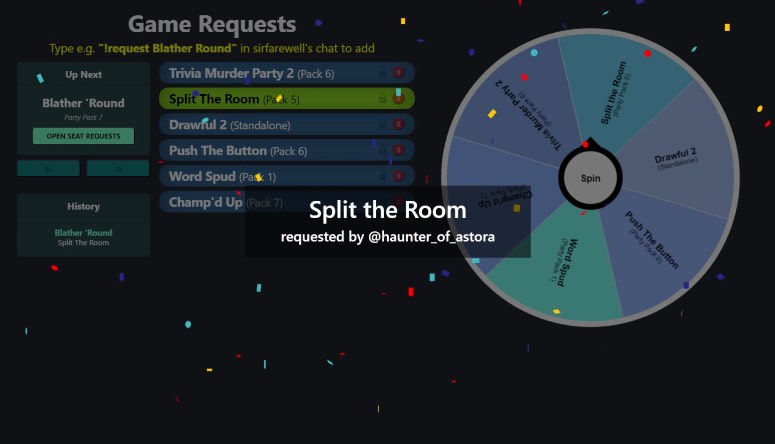 Game Requests
Type e.g. "!request Blather Round" in sirfarewell's chat to add
Up Next
Blather 'Round
Party Pack 7
OPEN SEAT REQUESTS
History
Blather 'Round
Split The Room
Trivia Murder Party 2 (Pack 6)
Split The Room (Pack 5)
Drawful 2 (Standalone)
Push The Button (Pack 6)
Word Spud (Pack 1)
Champ'd Up (Pack 7)
Split the Room
requested by @haunter_of_astora
Trivia Murder Party 2
(Party Pack 6)
Split the Room
(Party Pack 5)
Drawful 2
(Standalone)
Push The Button
(Party Pack 6)
Word Spud
(Party Pack 1)
Champ'd Up
(Party Pack 7)
Spin